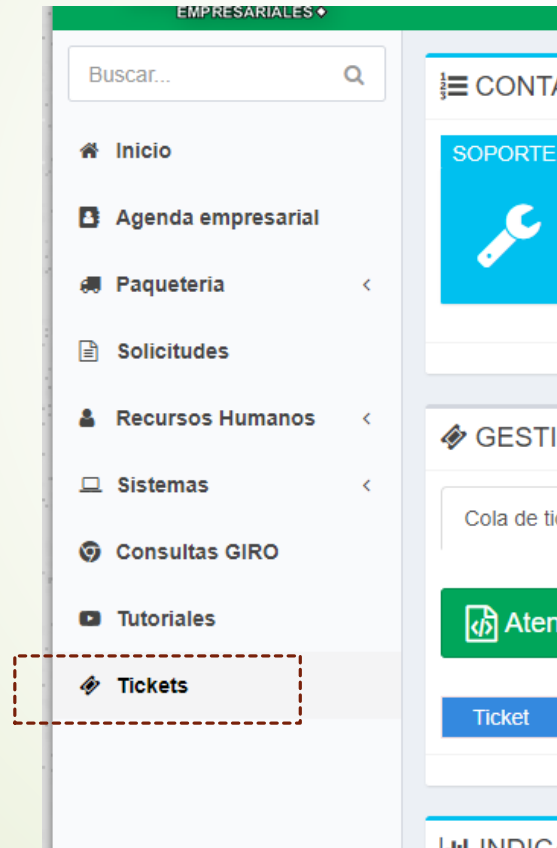 EMPRESARIALES
Buscar...
Inicio
Agenda empresarial
Paqueteria
Solicitudes
Recursos Humanos
Sistemas
Consultas GIRO
Tutoriales
Tickets
CONTA
SOPORTE
GESTI
Cola de ti
Aten
Ticket
INDIC